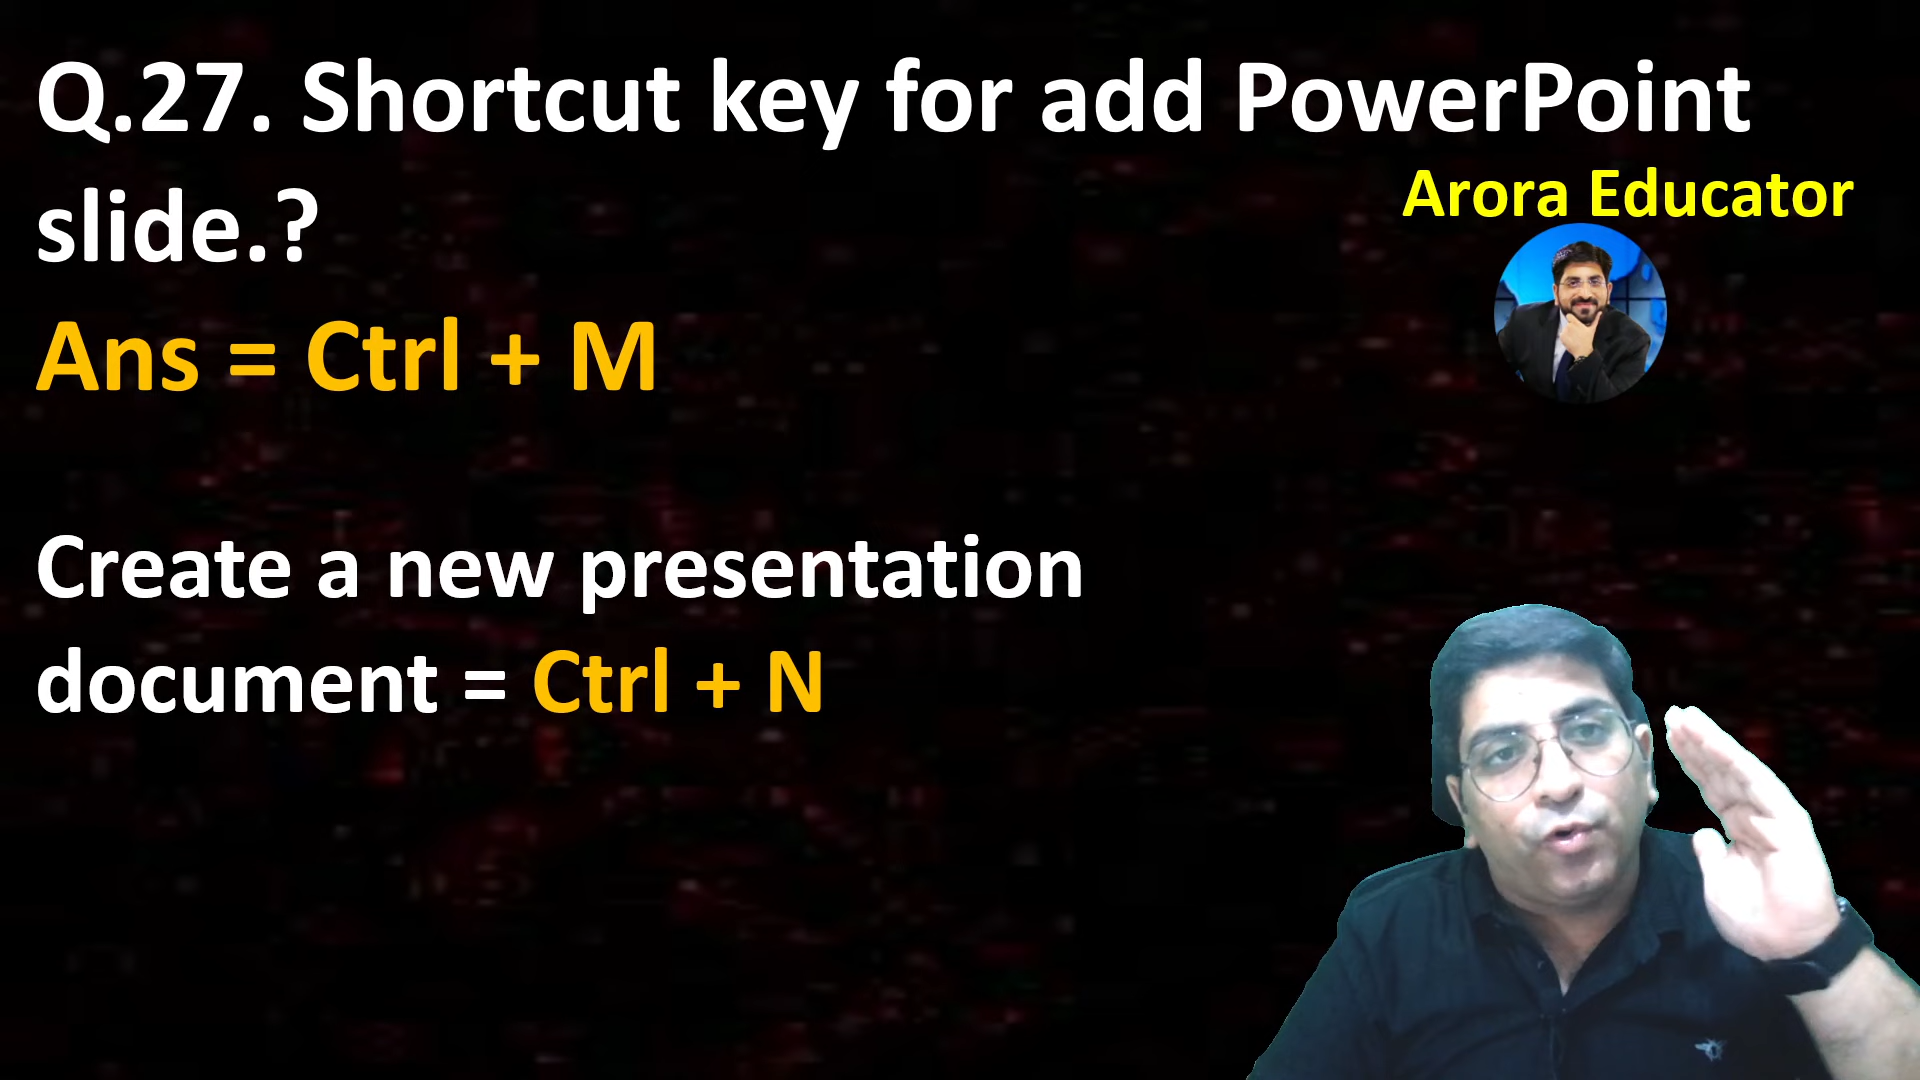 Q.27. Shortcut key for add PowerPoint
slide.?
Arora Educator
Ans = Ctrl + M
Create a new presentation
document = Ctrl + N